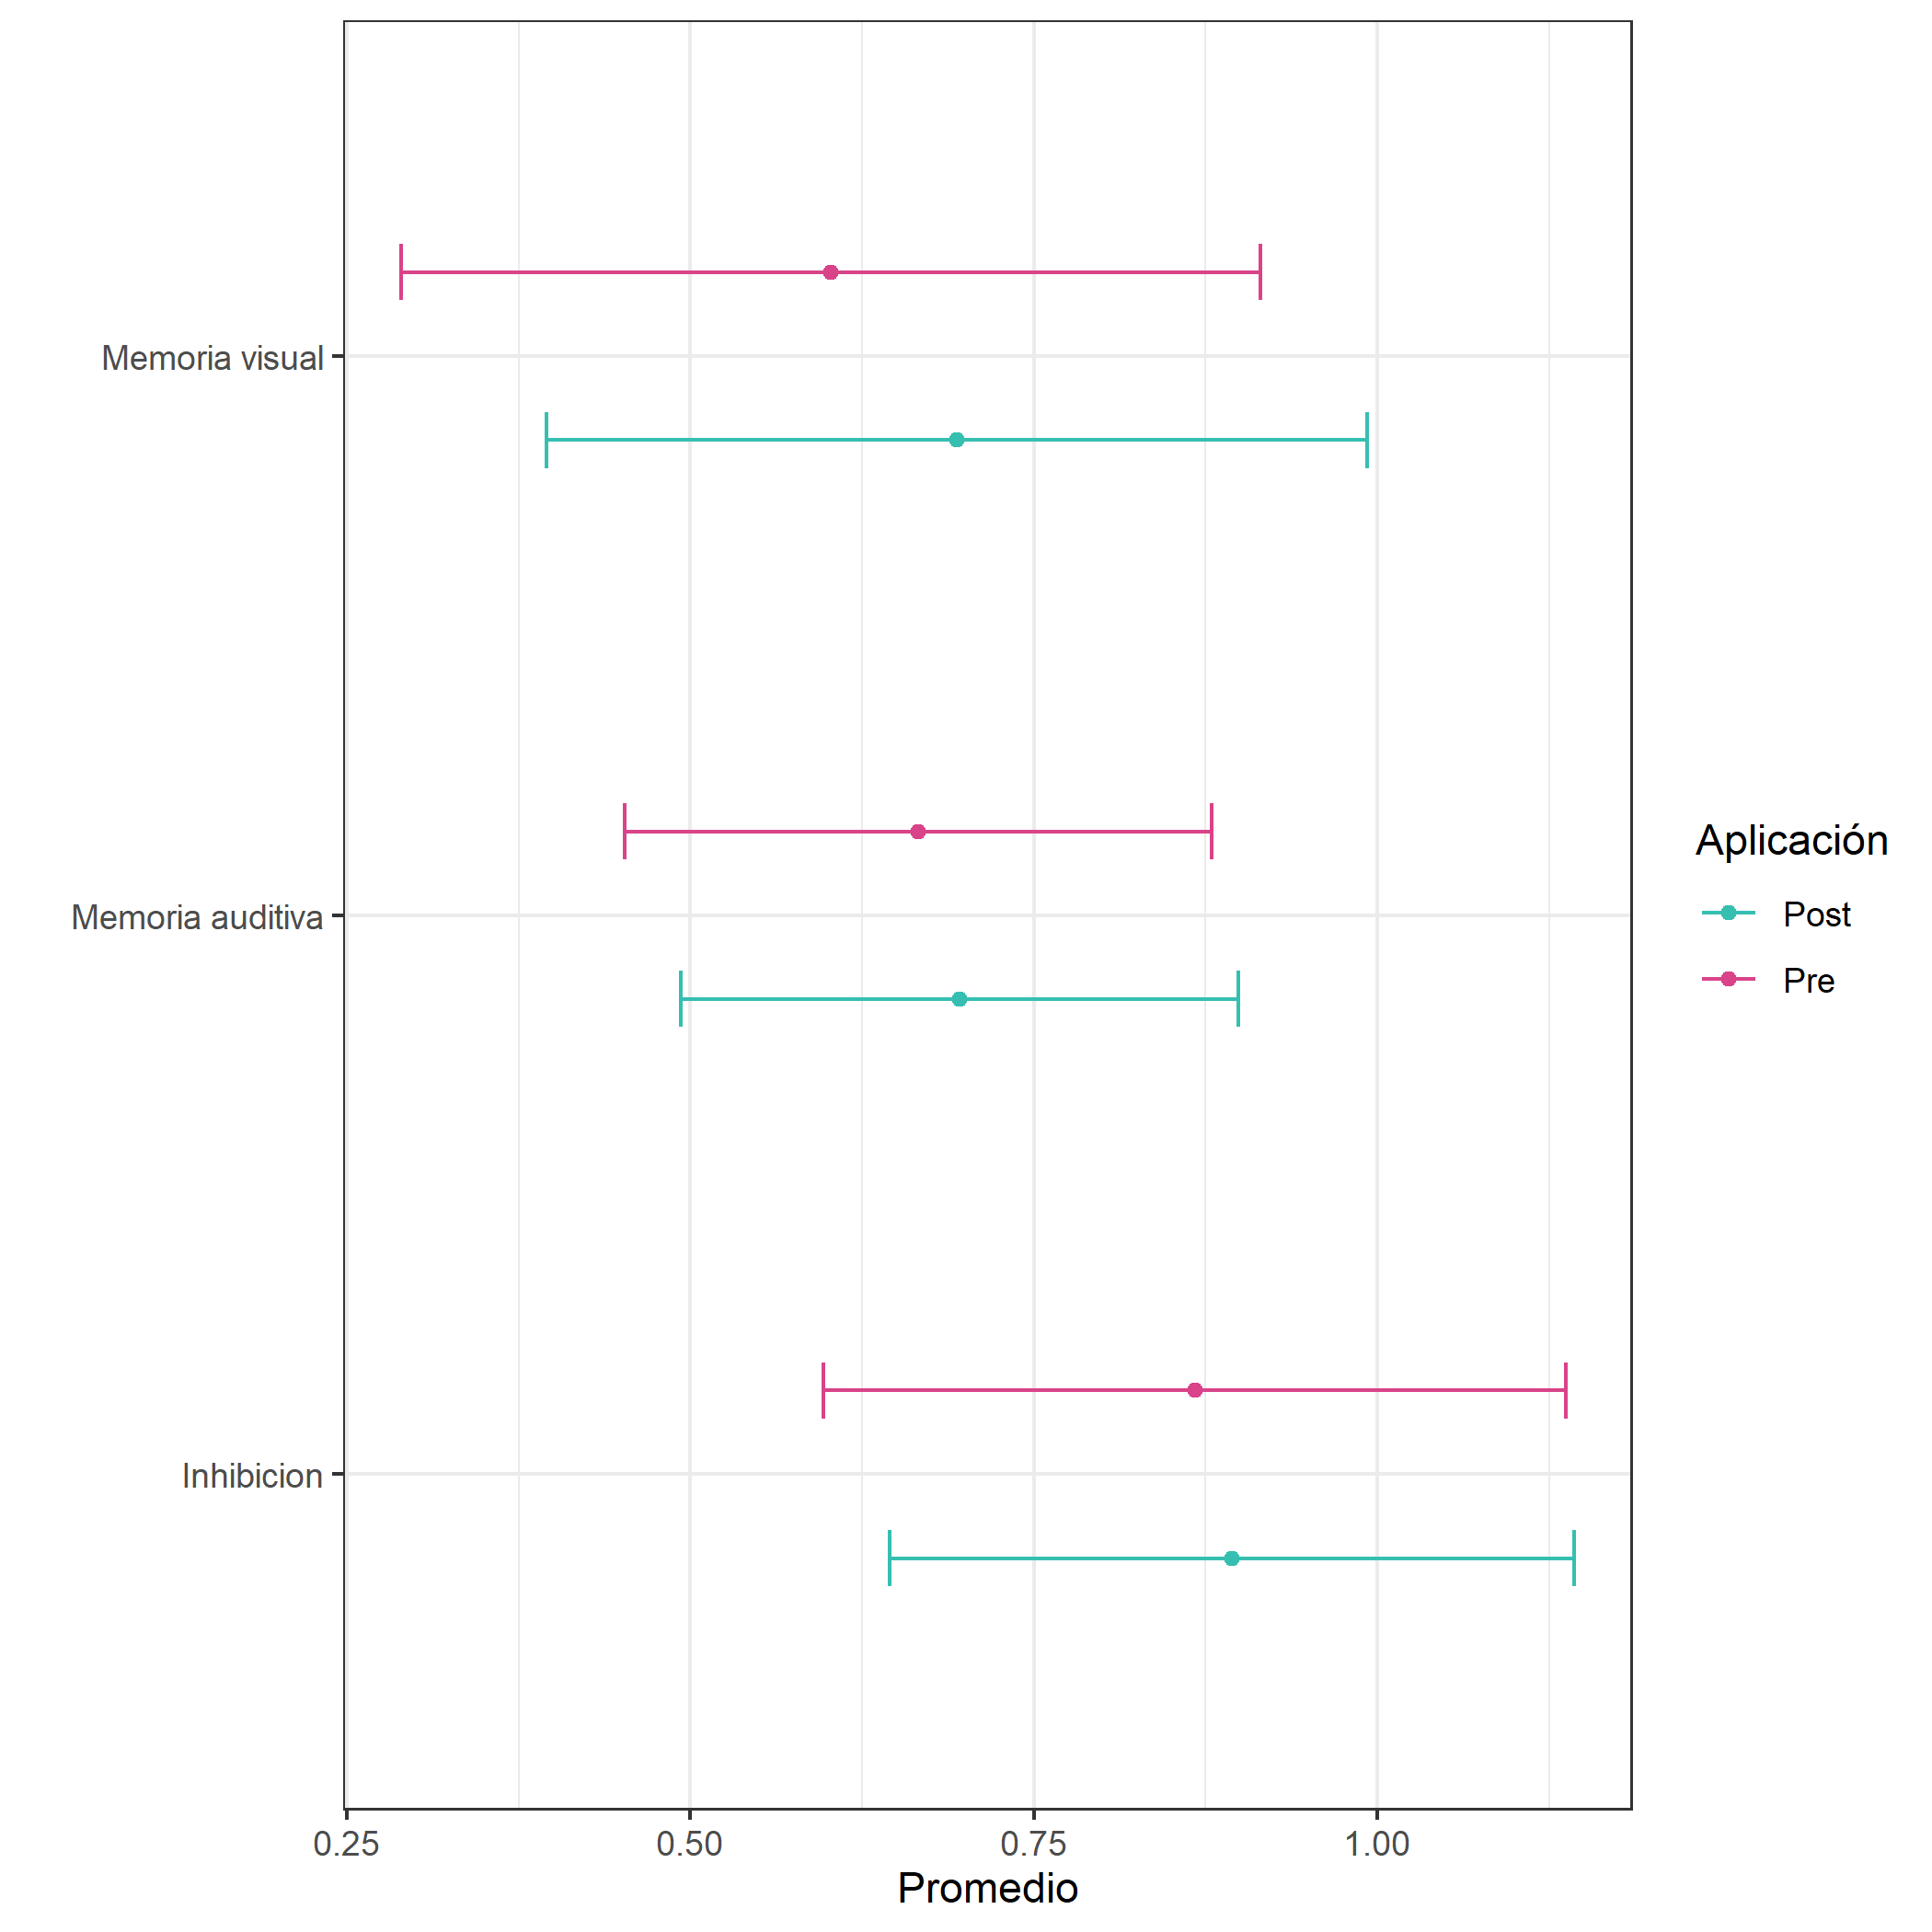 Memoria visual
Memoria auditiva
Inhibicion
0.25
0.50
0.75
1.00
Promedio
Aplicación
Post
Pre